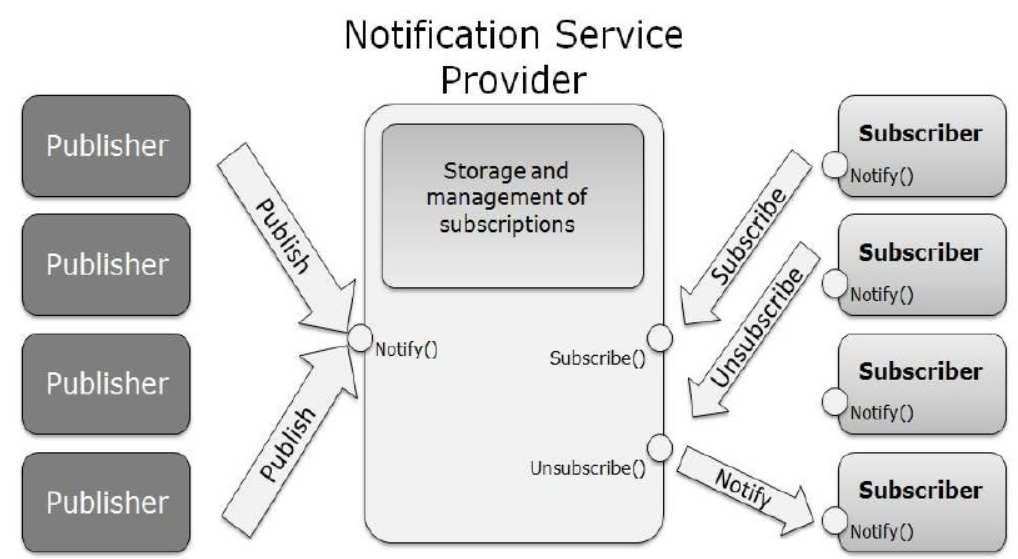 Notification Service
Provider
Publisher
Publisher
Publisher
Publisher
Publish
Publish
Storage and
management of
subscriptions
Notify()
Subscribe()
Unsubscribe()
Subscribe
Unsubscribe
Notify
Subscriber
Notify()
Subscriber
Notify()
Subscriber
Notify()
Subscriber
Notify()